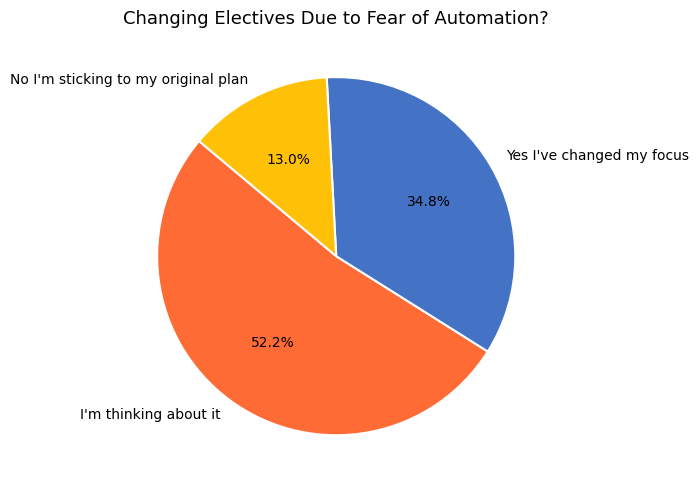 Changing Electives Due to Fear of Automation?
No I'm sticking to my original plan
13.0%
Yes I've changed my focus
34.8%
52.2%
I'm thinking about it